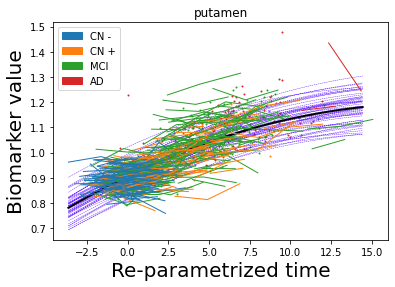 putamen
1.5
1.4
1.3
1.2
1.1
1.0
0.9
0.8
0.7
Biomarker value
CN -
CN +
MCI
AD
−2.5 0.0 2.5 5.0 7.5 10.0 12.5 15.0
Re-parametrized time